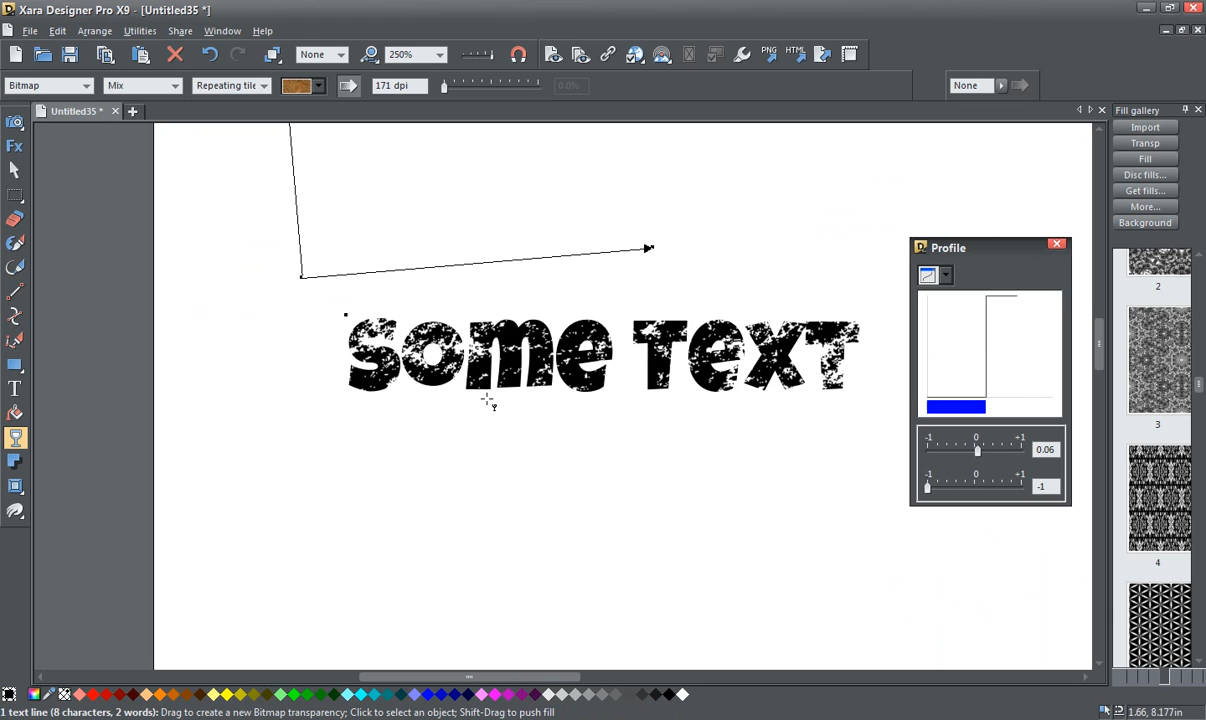 Xara Designer Pro X9 - [Untitled35 *]
File Edit Arrange Utilities Share Window Help
None 250% PNG HTML
Bitmap Mix Repeating tile 171 dpi 0.0% None
Untitled35 * Fill gallery
Import
Transp
Fill
Disc fills...
Get fills...
More...
Background
Fx
Profile
2
some Text
3
-1 0 +1
0.06
-1 0 +1
-1
4
1 text line (8 characters, 2 words): Drag to create a new Bitmap transparency; Click to select an object; Shift-Drag to push fill 1.66, 8.177in